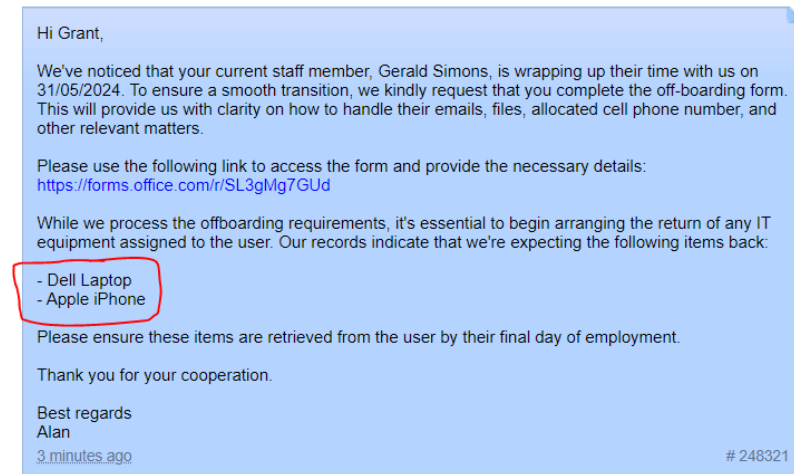 Hi Grant,
We've noticed that your current staff member, Gerald Simons, is wrapping up their time with us on
31/05/2024. To ensure a smooth transition, we kindly request that you complete the off-boarding form.
This will provide us with clarity on how to handle their emails, files, allocated cell phone number, and
other relevant matters.
Please use the following link to access the form and provide the necessary details:
https://forms.office.com/r/SL3gMg7GUd
While we process the offboarding requirements, it's essential to begin arranging the return of any IT
equipment assigned to the user. Our records indicate that we're expecting the following items back:
- Dell Laptop
- Apple iPhone
Please ensure these items are retrieved from the user by their final day of employment.
Thank you for your cooperation.
Best regards
Alan
3 minutes ago # 248321